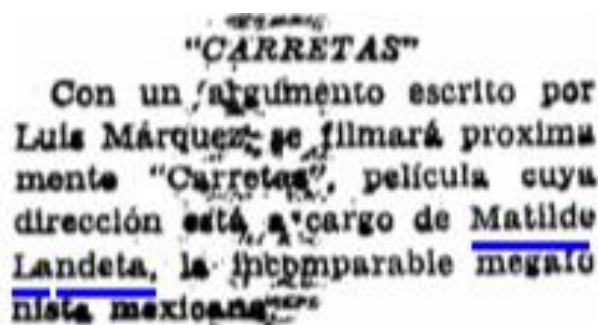 "CARRETAS"
Con un argumento escrito por
Luis Márquez, se filmará proxima
mente "Carretas", película cuya
dirección está a cargo de Matilde
Landeta, la incomparable megafo
nista mexicana.